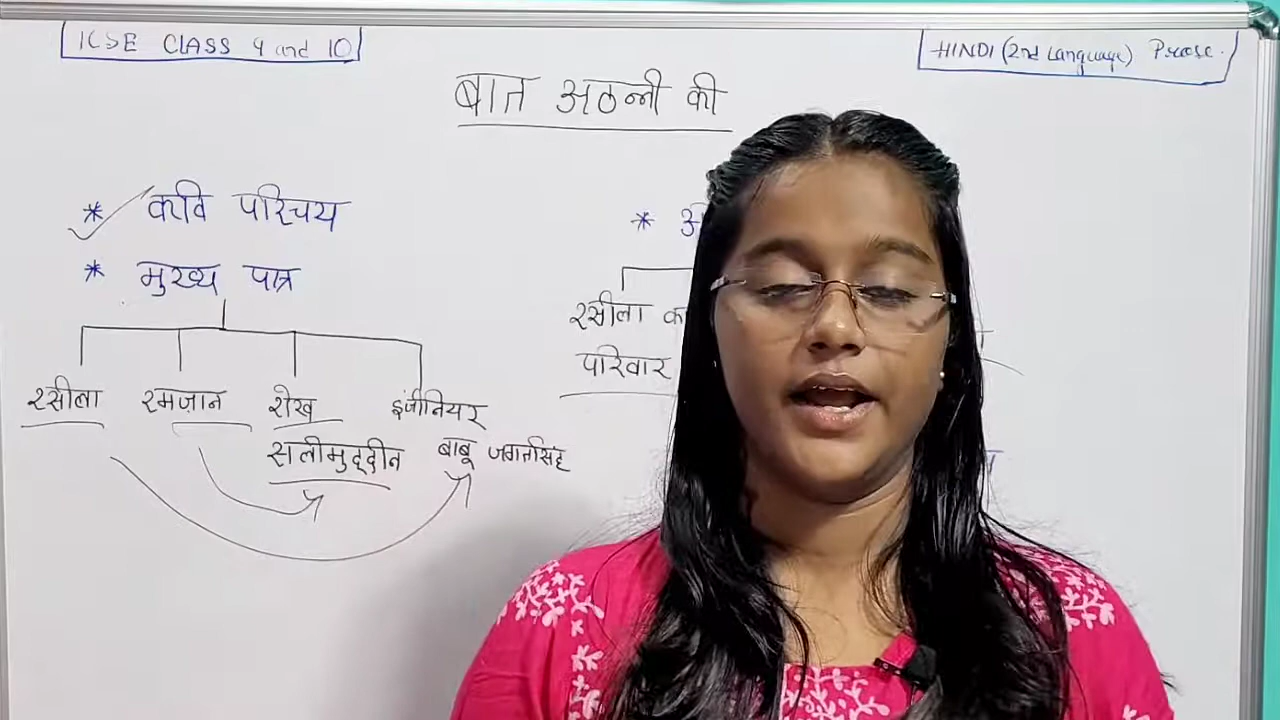 ICSE CLASS 9 and 10
HINDI (2nd Language) Prose.
बात अठन्नी की
* कवि परिचय
* मुख्य पात्र
रसीला रमज़ान शेख इंजीनियर
सलीमुद्दीन बाबू जगतसिंह
*
रसीला का
परिवार